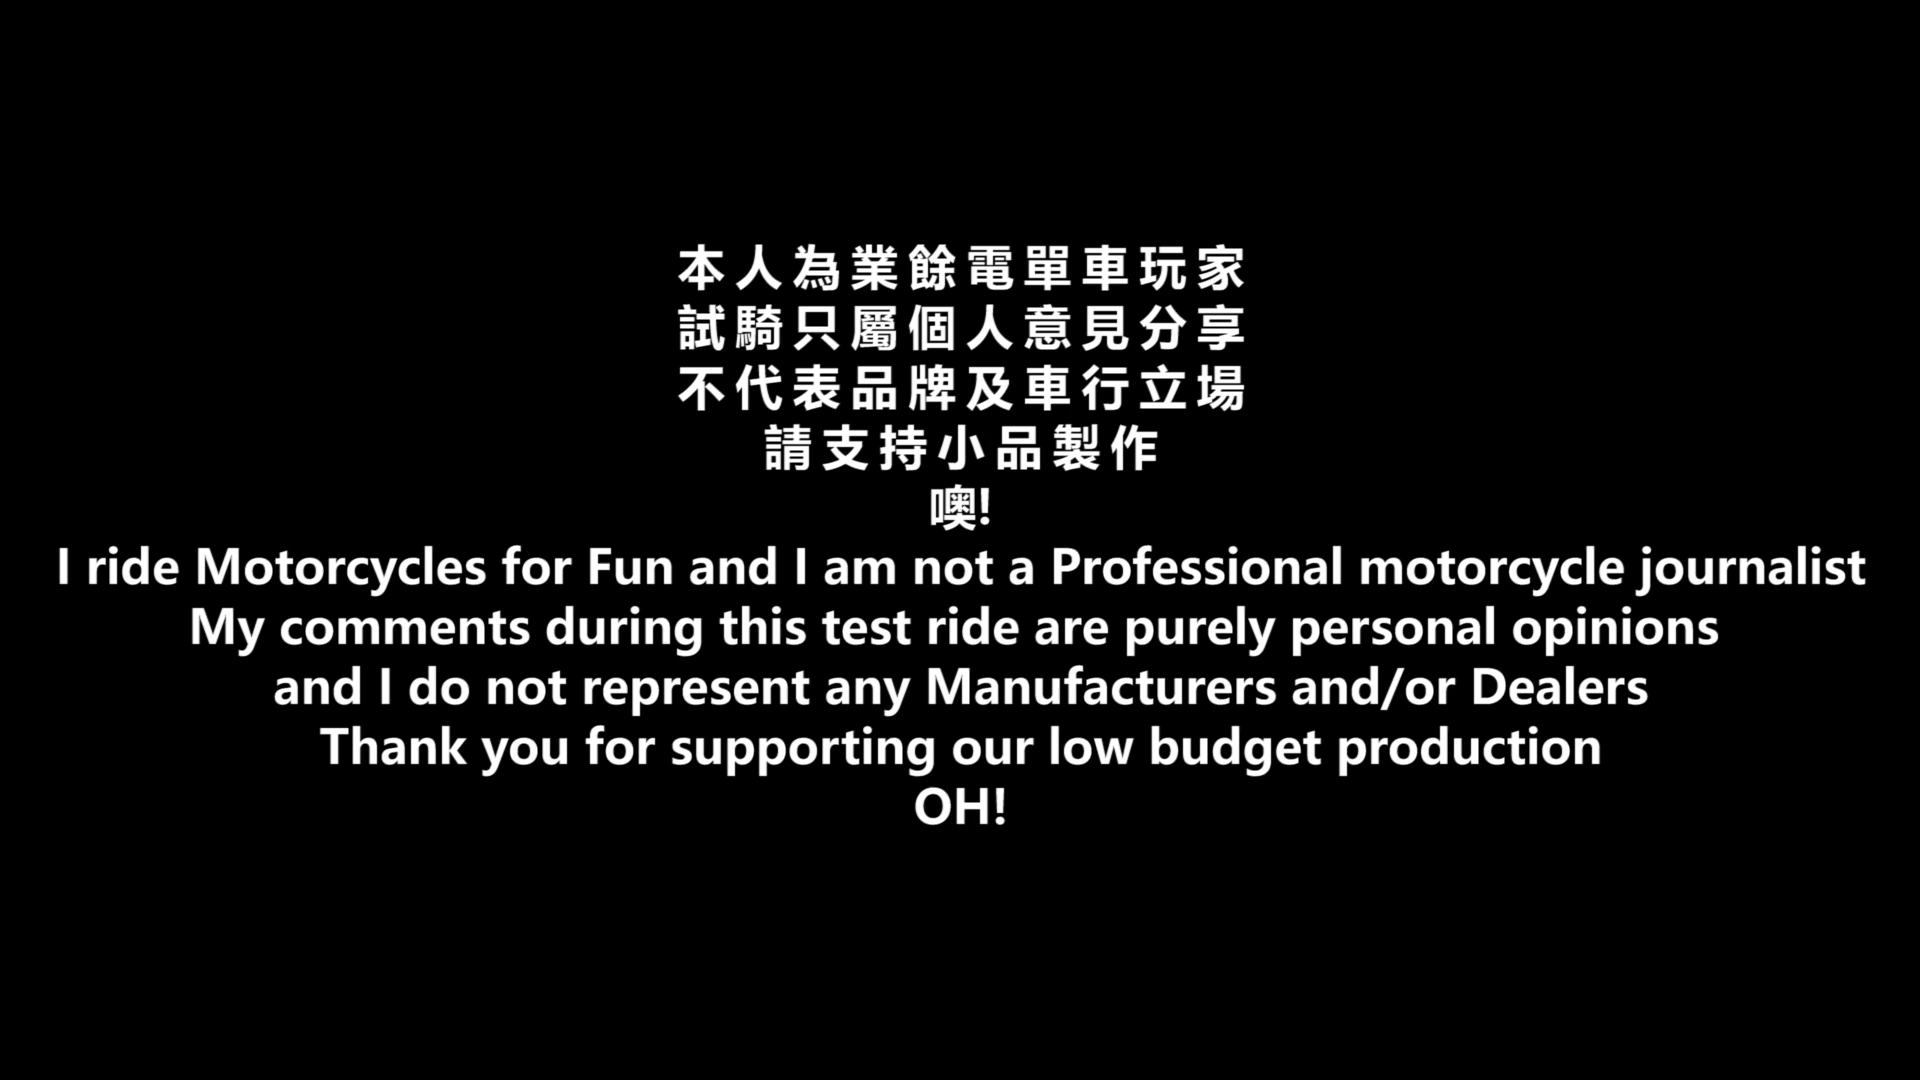 本人為業餘電單車玩家
試騎只屬個人意見分享
不代表品牌及車行立場
請支持小品製作
噢!
I ride Motorcycles for Fun and I am not a Professional motorcycle journalist
My comments during this test ride are purely personal opinions
and I do not represent any Manufacturers and/or Dealers
Thank you for supporting our low budget production
OH!